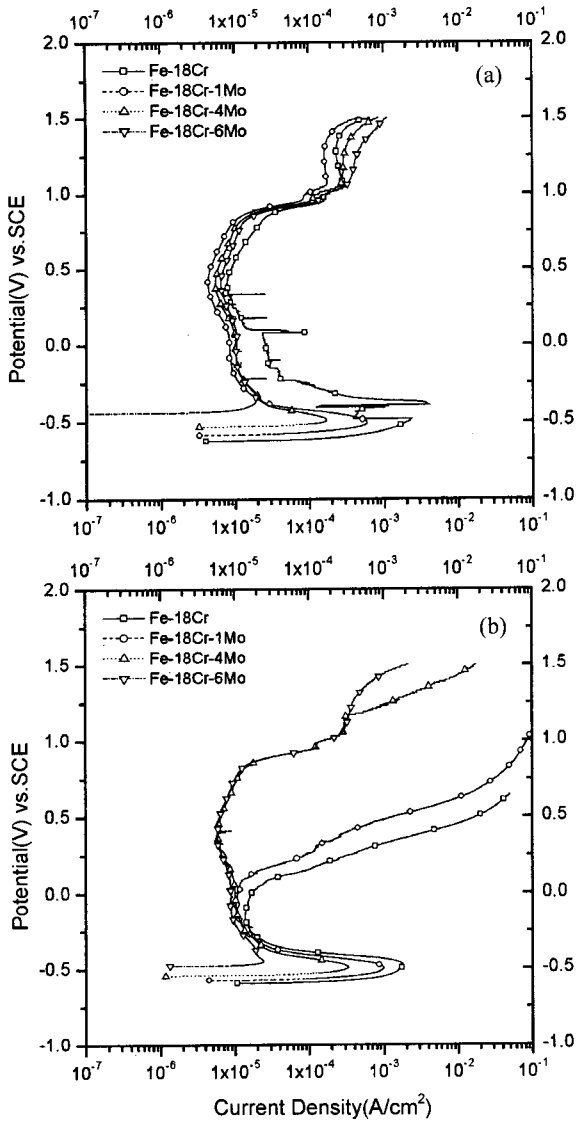 10⁻⁷ 10⁻⁶ 1x10⁻⁵ 1x10⁻⁴ 10⁻³ 10⁻² 10⁻¹
2.0 2.0
Fe-18Cr (a)
Fe-18Cr-1Mo
Fe-18Cr-4Mo
1.5 1.5
Fe-18Cr-6Mo
1.0 1.0
0.5 0.5
Potential(V) vs.SCE
0.0 0.0
-0.5 -0.5
-1.0 -1.0
10⁻⁷ 10⁻⁶ 1x10⁻⁵ 1x10⁻⁴ 10⁻³ 10⁻² 10⁻¹
10⁻⁷ 10⁻⁶ 1x10⁻⁵ 1x10⁻⁴ 10⁻³ 10⁻² 10⁻¹
2.0 2.0
Fe-18Cr (b)
Fe-18Cr-1Mo
Fe-18Cr-4Mo
1.5 1.5
Fe-18Cr-6Mo
1.0 1.0
0.5 0.5
Potential(V) vs.SCE
0.0 0.0
-0.5 -0.5
-1.0 -1.0
10⁻⁷ 10⁻⁶ 1x10⁻⁵ 1x10⁻⁴ 10⁻³ 10⁻² 10⁻¹
Current Density(A/cm²)